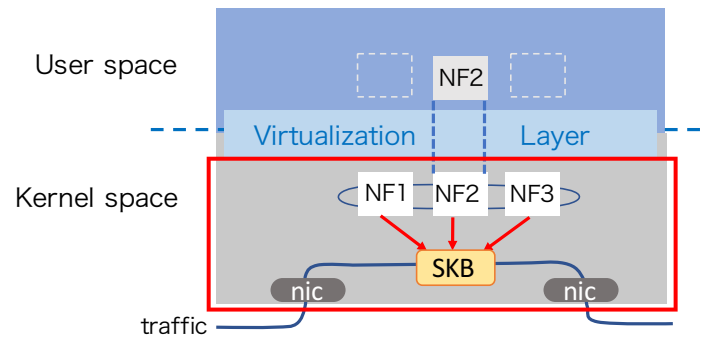 User space
NF2
Virtualization Layer
Kernel space
NF1 NF2 NF3
SKB
nic nic
traffic